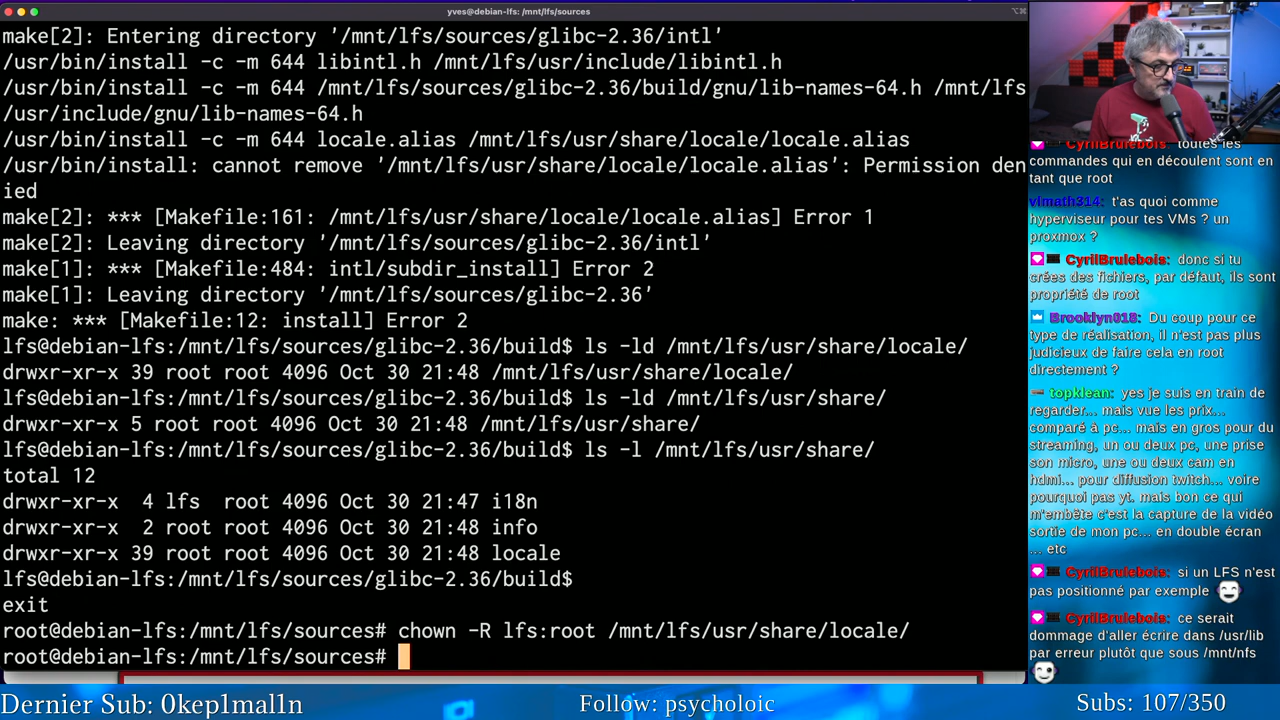 yves@debian-lfs: /mnt/lfs/sources
make[2]: Entering directory '/mnt/lfs/sources/glibc-2.36/intl'
/usr/bin/install -c -m 644 libintl.h /mnt/lfs/usr/include/libintl.h
/usr/bin/install -c -m 644 /mnt/lfs/sources/glibc-2.36/build/gnu/lib-names-64.h /mnt/lfs
/usr/include/gnu/lib-names-64.h
/usr/bin/install -c -m 644 locale.alias /mnt/lfs/usr/share/locale/locale.alias
/usr/bin/install: cannot remove '/mnt/lfs/usr/share/locale/locale.alias': Permission den
ied
make[2]: *** [Makefile:161: /mnt/lfs/usr/share/locale/locale.alias] Error 1
make[2]: Leaving directory '/mnt/lfs/sources/glibc-2.36/intl'
make[1]: *** [Makefile:484: intl/subdir_install] Error 2
make[1]: Leaving directory '/mnt/lfs/sources/glibc-2.36'
make: *** [Makefile:12: install] Error 2
lfs@debian-lfs:/mnt/lfs/sources/glibc-2.36/build$ ls -ld /mnt/lfs/usr/share/locale/
drwxr-xr-x 39 root root 4096 Oct 30 21:48 /mnt/lfs/usr/share/locale/
lfs@debian-lfs:/mnt/lfs/sources/glibc-2.36/build$ ls -ld /mnt/lfs/usr/share/
drwxr-xr-x 5 root root 4096 Oct 30 21:48 /mnt/lfs/usr/share/
lfs@debian-lfs:/mnt/lfs/sources/glibc-2.36/build$ ls -l /mnt/lfs/usr/share/
total 12
drwxr-xr-x  4 lfs  root 4096 Oct 30 21:47 i18n
drwxr-xr-x  2 root root 4096 Oct 30 21:48 info
drwxr-xr-x 39 root root 4096 Oct 30 21:48 locale
lfs@debian-lfs:/mnt/lfs/sources/glibc-2.36/build$
exit
root@debian-lfs:/mnt/lfs/sources# chown -R lfs:root /mnt/lfs/usr/share/locale/
root@debian-lfs:/mnt/lfs/sources#
CyrilBrulebois: toutes les
commandes qui en découlent sont en
tant que root
vlmath314: t'as quoi comme
hyperviseur pour tes VMs ? un
proxmox ?
CyrilBrulebois: donc si tu
crées des fichiers, par défaut, ils sont
propriété de root
Brooklyn018: Du coup pour ce
type de réalisation, il n'est pas plus
judicieux de faire cela en root
directement ?
topklean: yes je suis en train de
regarder... mais vue les prix...
comparé à pc... mais en gros pour du
streaming, un ou deux pc, une prise
son micro, une ou deux cam en
hdmi... pour diffusion twitch... voire
pourquoi pas yt. mais bon ce qui
m'embête c'est la capture de la vidéo
sortie de mon pc... en double écran
... etc
CyrilBrulebois: si un LFS n'est
pas positionné par exemple
CyrilBrulebois: ce serait
dommage d'aller écrire dans /usr/lib
par erreur plutôt que sous /mnt/nfs
Dernier Sub: 0kep1mal1n
Follow: psycholoic
Subs: 107/350